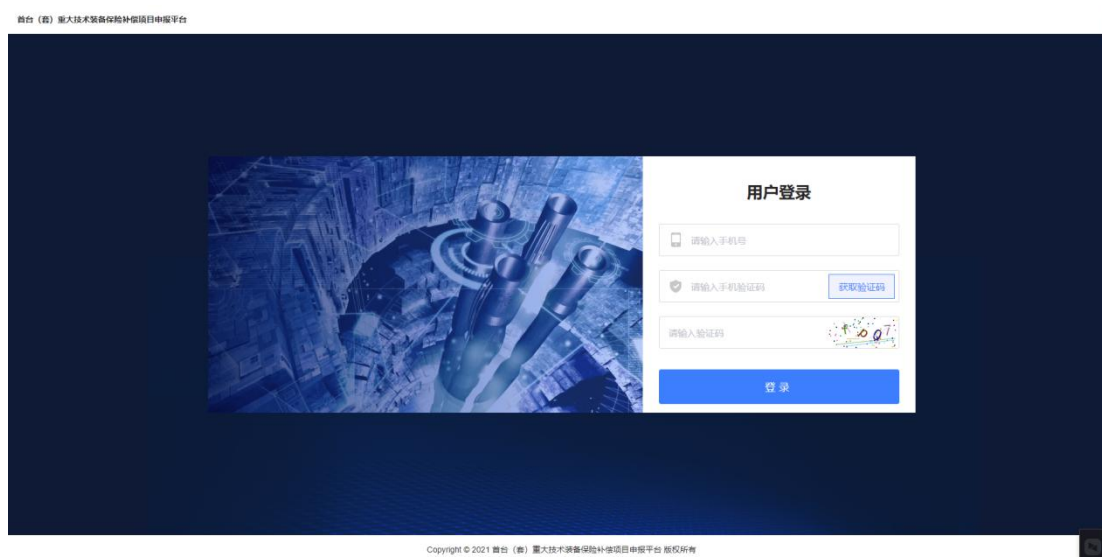 首台（套）重大技术装备保险补偿项目申报平台
用户登录
请输入手机号
请输入手机验证码
获取验证码
请输入验证码
登 录
Copyright © 2021 首台（套）重大技术装备保险补偿项目申报平台 版权所有